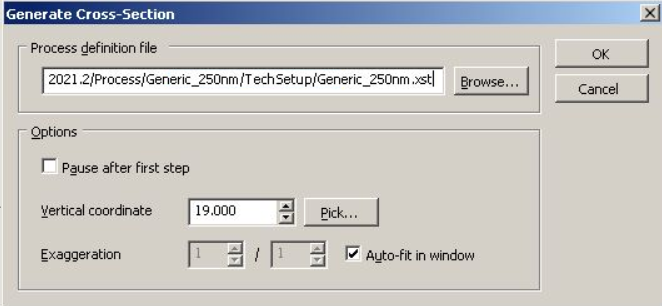 Generate Cross-Section
Process definition file
2021.2/Process/Generic_250nm/TechSetup/Generic_250nm.xst
Browse...
OK
Cancel
Options
Pause after first step
Vertical coordinate 19.000 Pick...
Exaggeration 1 / 1 Auto-fit in window